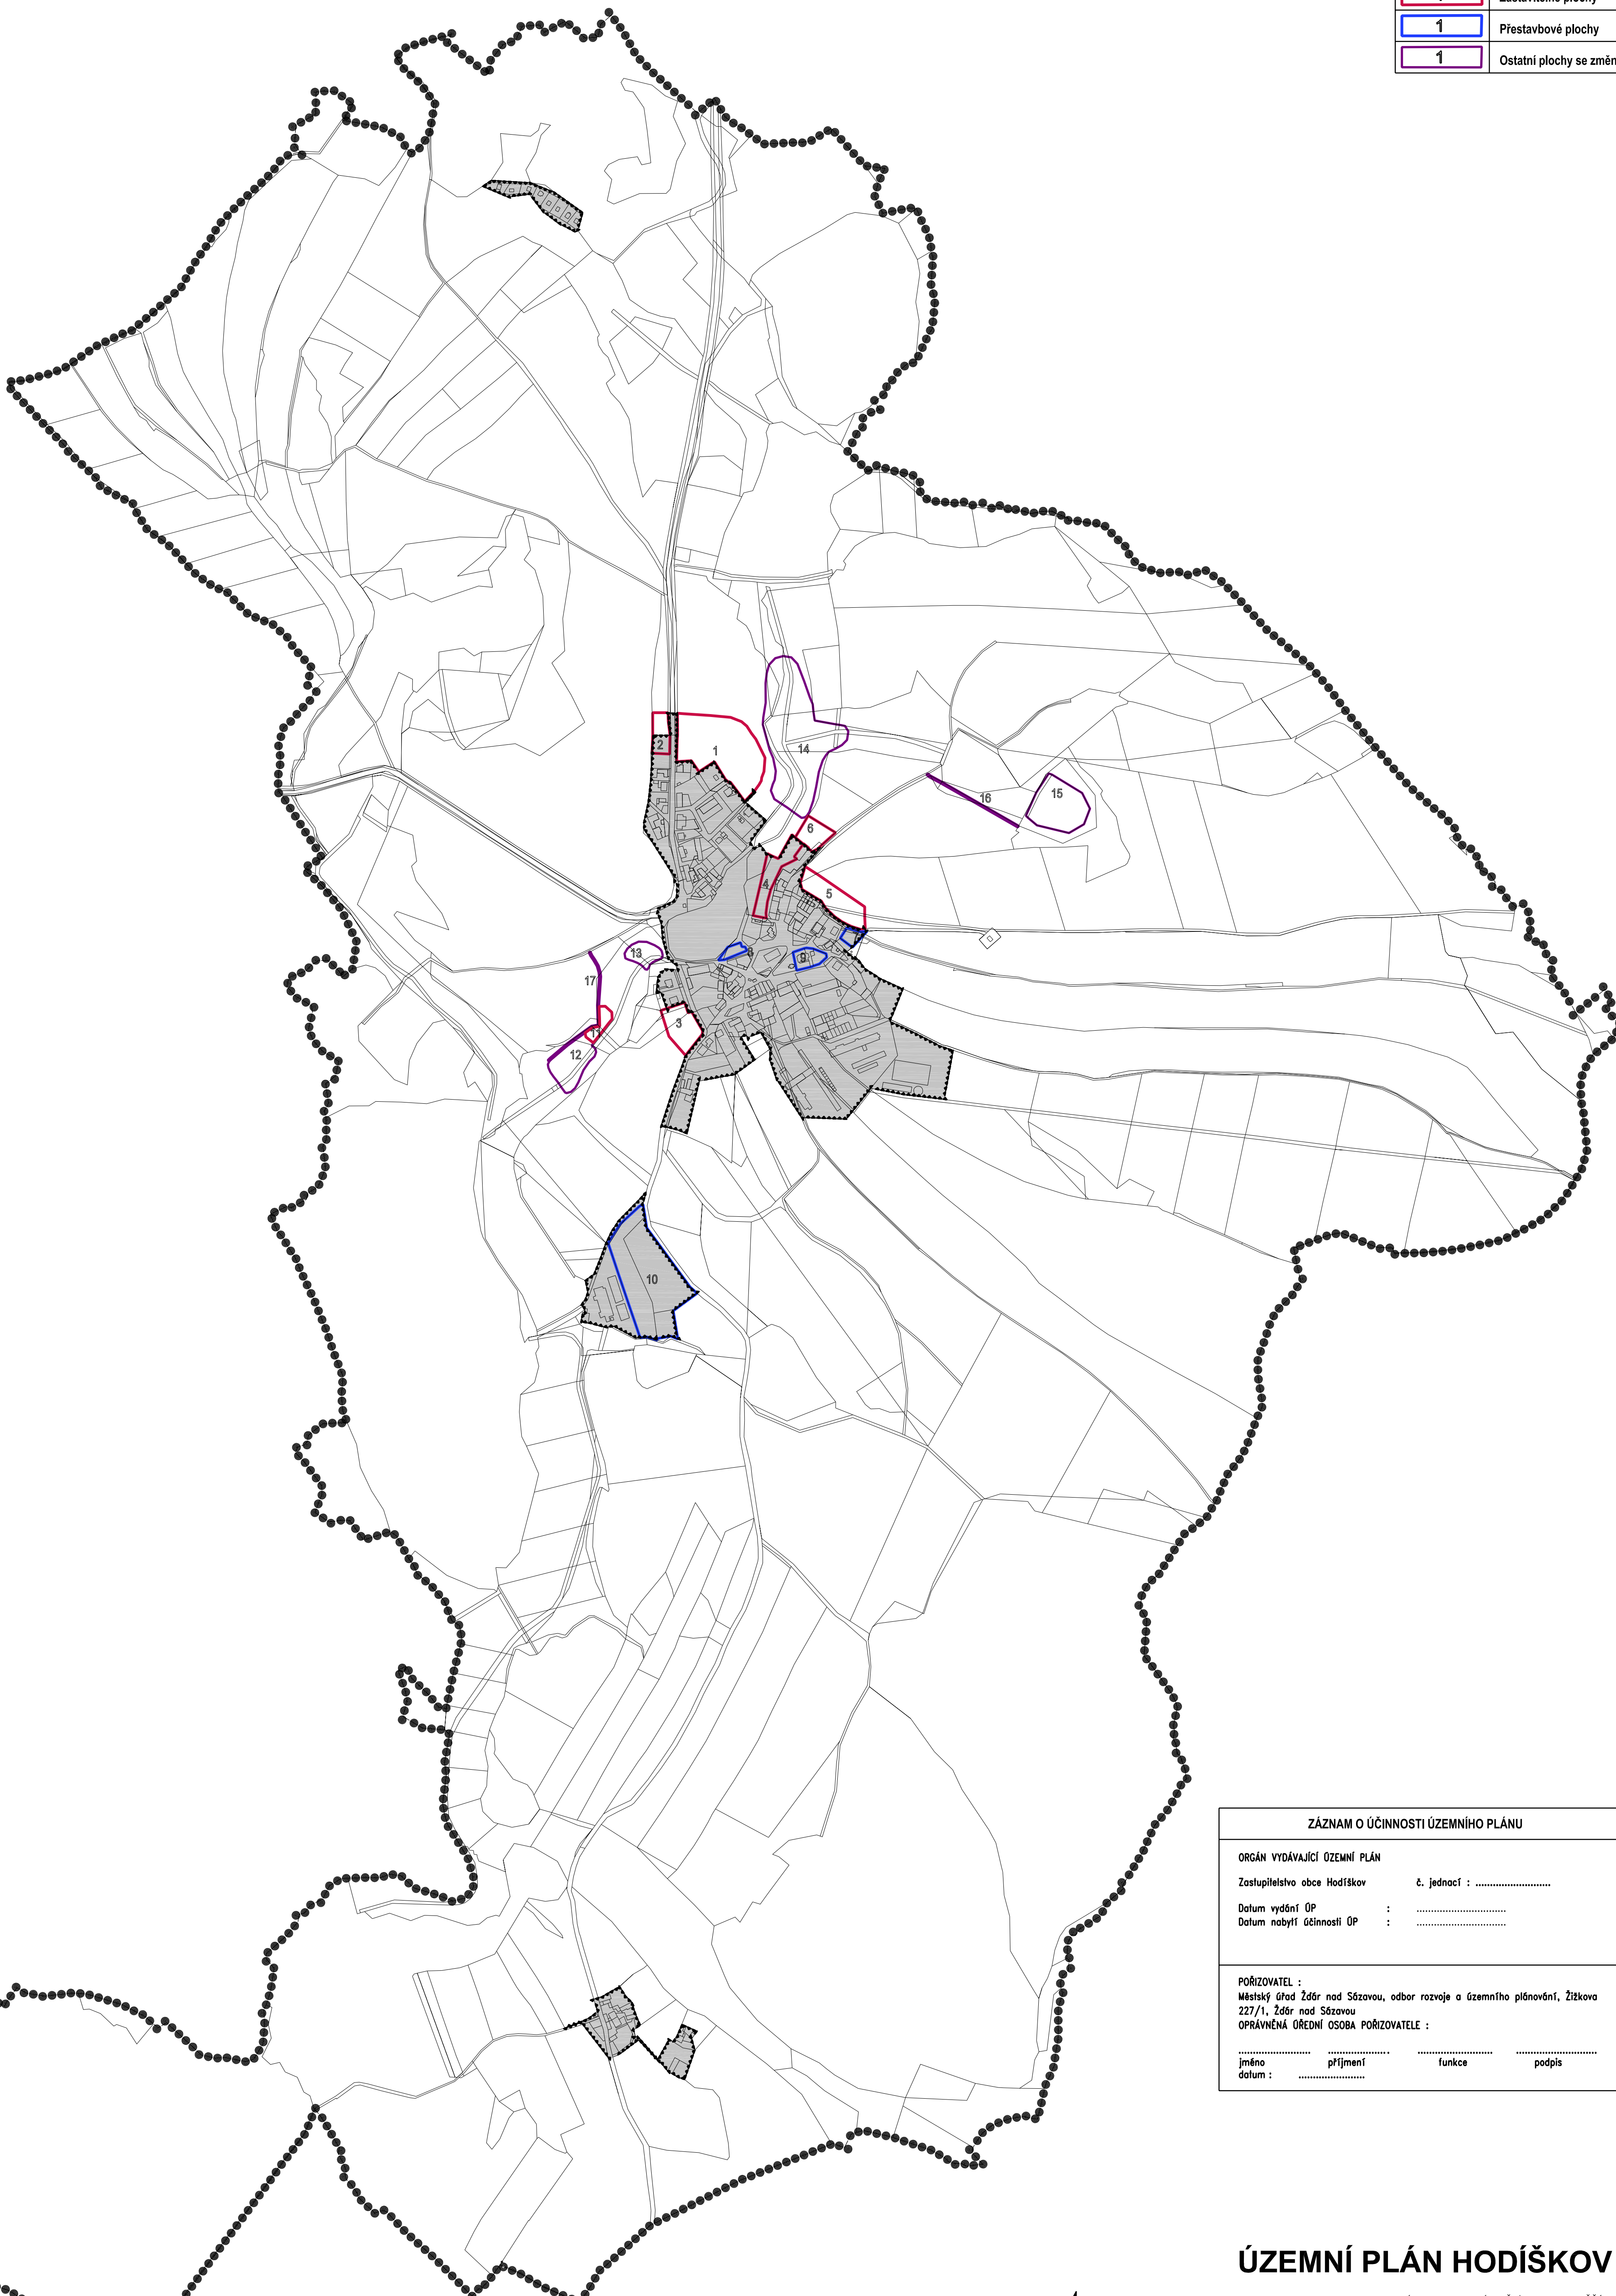 1
1 Přestavbové plochy
1 Ostatní plochy se změn
2
1
14
16
15
6
4
5
13
8
9
17
3
11
12
10
ZÁZNAM O ÚČINNOSTI ÚZEMNÍHO PLÁNU
ORGÁN VYDÁVAJÍCÍ ÚZEMNÍ PLÁN
Zastupitelstvo obce Hodíškov č. jednací : ..........................
Datum vydání ÚP : ...............................
Datum nabytí účinnosti ÚP : ...............................
POŘIZOVATEL :
Městský úřad Žďár nad Sázavou, odbor rozvoje a územního plánování, Žižkova
227/1, Žďár nad Sázavou
OPRÁVNĚNÁ ÚŘEDNÍ OSOBA POŘIZOVATELE :
......................... ..................... .......................... ............................
jméno příjmení funkce podpis
datum : .......................
ÚZEMNÍ PLÁN HODÍŠKOV